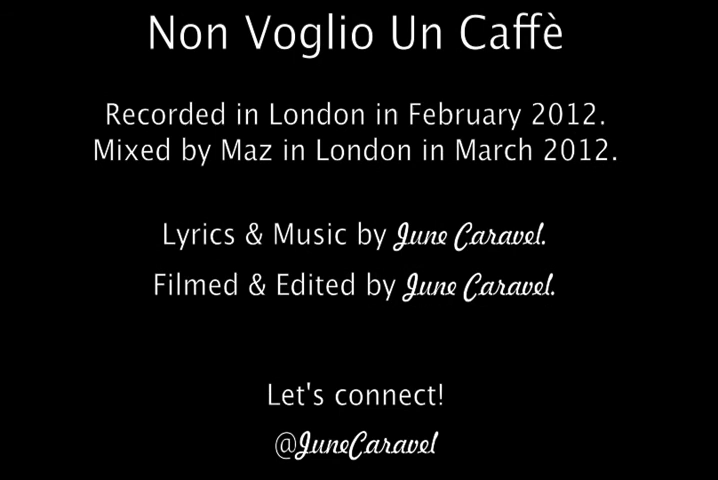 Non Voglio Un Caffè
Recorded in London in February 2012.
Mixed by Maz in London in March 2012.
Lyrics & Music by June Caravel.
Filmed & Edited by June Caravel.
Let's connect!
@JuneCaravel